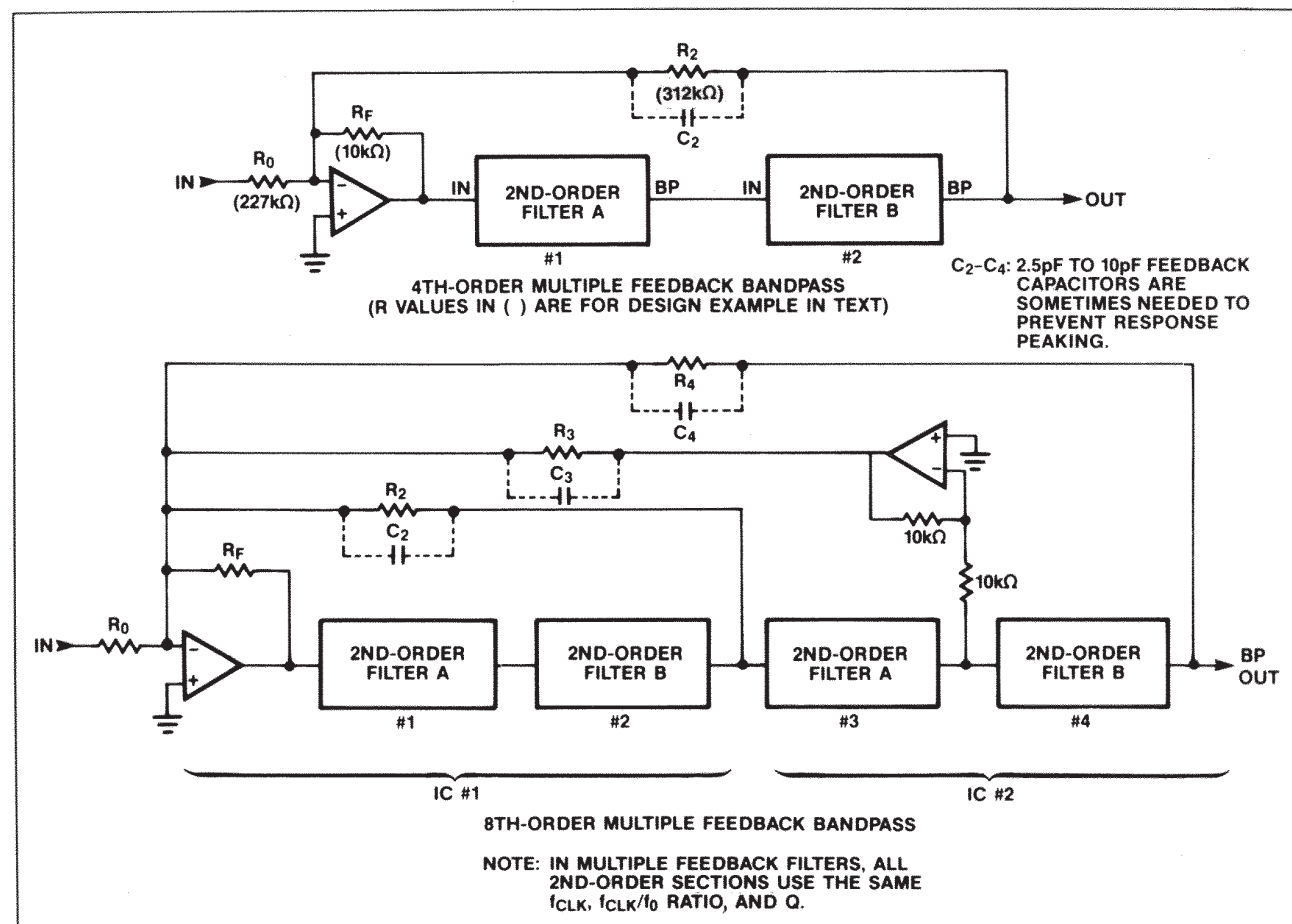 R2
(312kΩ)
C2
RF
(10kΩ)
R0
IN
(227kΩ)
−
+
IN
2ND-ORDER
FILTER A
BP
#1
IN
2ND-ORDER
FILTER B
BP
#2
OUT
4TH-ORDER MULTIPLE FEEDBACK BANDPASS
(R VALUES IN ( ) ARE FOR DESIGN EXAMPLE IN TEXT)
C2–C4: 2.5pF TO 10pF FEEDBACK
CAPACITORS ARE
SOMETIMES NEEDED TO
PREVENT RESPONSE
PEAKING.
R4
C4
R3
C3
+
−
R2
C2
10kΩ
10kΩ
RF
R0
IN
−
+
2ND-ORDER
FILTER A
#1
2ND-ORDER
FILTER B
#2
2ND-ORDER
FILTER A
#3
2ND-ORDER
FILTER B
#4
BP
OUT
IC #1
IC #2
8TH-ORDER MULTIPLE FEEDBACK BANDPASS
NOTE: IN MULTIPLE FEEDBACK FILTERS, ALL
2ND-ORDER SECTIONS USE THE SAME
fCLK, fCLK/f0 RATIO, AND Q.